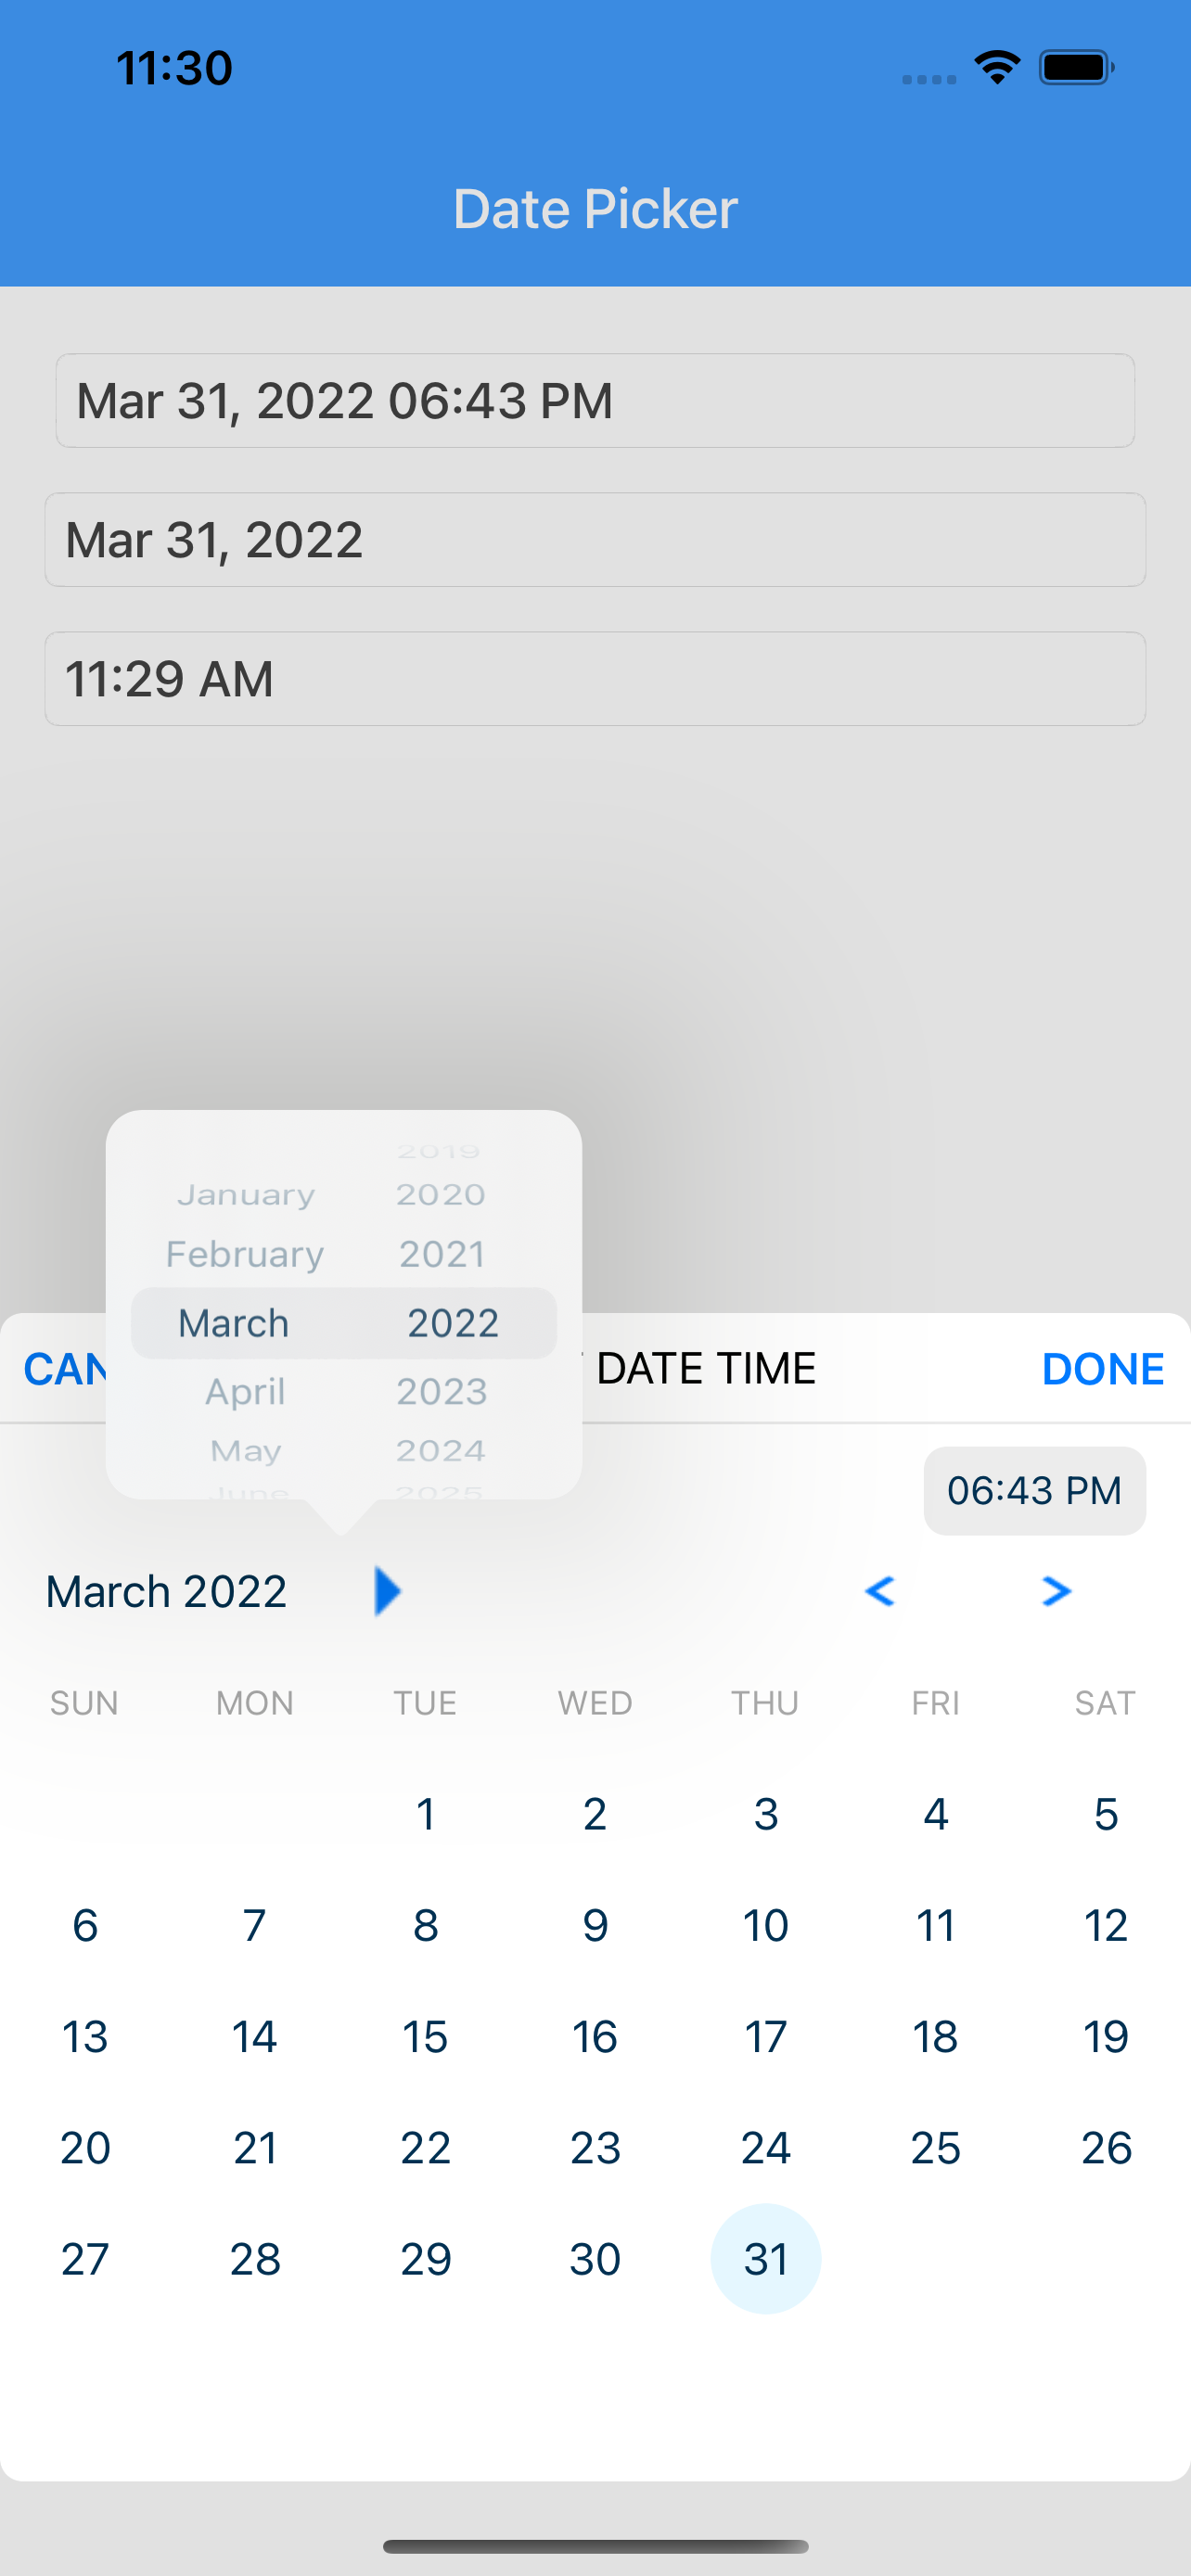 11:30
Date Picker
Mar 31, 2022 06:43 PM
Mar 31, 2022
11:29 AM
2019
January 2020
February 2021
March 2022
April 2023
May 2024
June 2025
CAN DATE TIME DONE
06:43 PM
March 2022 < >
SUN MON TUE WED THU FRI SAT
1 2 3 4 5
6 7 8 9 10 11 12
13 14 15 16 17 18 19
20 21 22 23 24 25 26
27 28 29 30 31